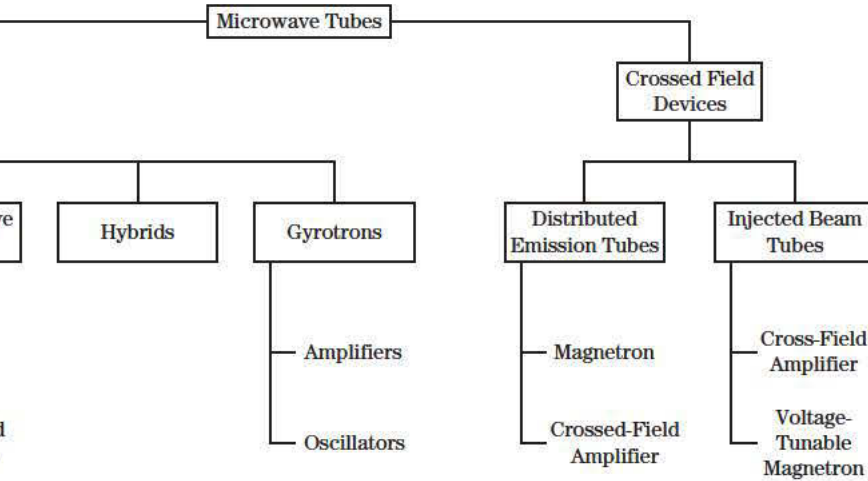 Microwave Tubes
Crossed Field
Devices
Hybrids
Gyrotrons
Distributed
Emission Tubes
Injected Beam
Tubes
Amplifiers
Magnetron
Cross-Field
Amplifier
Oscillators
Crossed-Field
Amplifier
Voltage-
Tunable
Magnetron